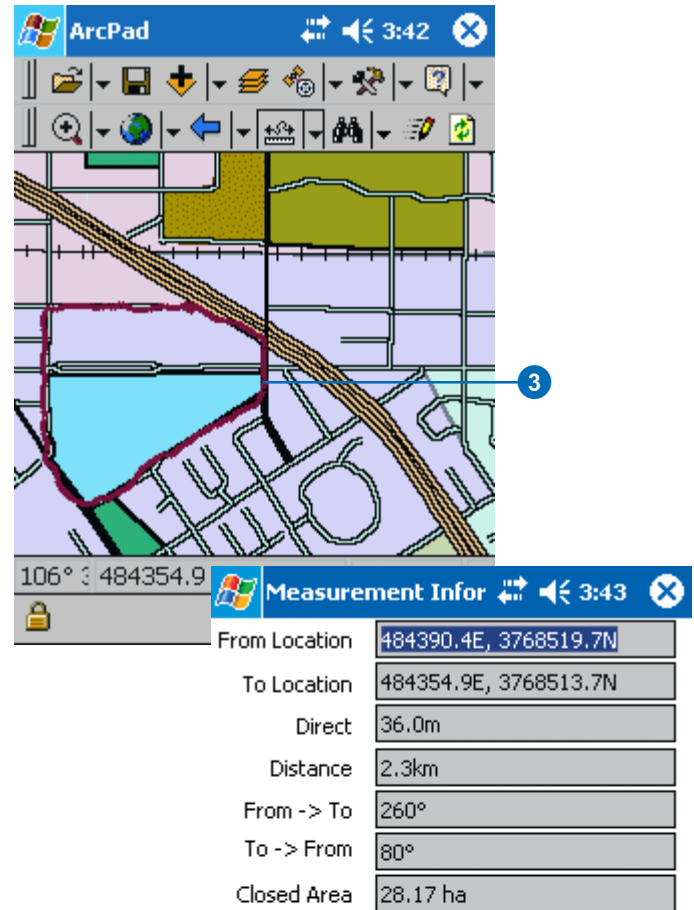 ArcPad 3:42
3
106° 484354.9
Measurement Infor 3:43
From Location 484390.4E, 3768519.7N
To Location 484354.9E, 3768513.7N
Direct 36.0m
Distance 2.3km
From -> To 260°
To -> From 80°
Closed Area 28.17 ha